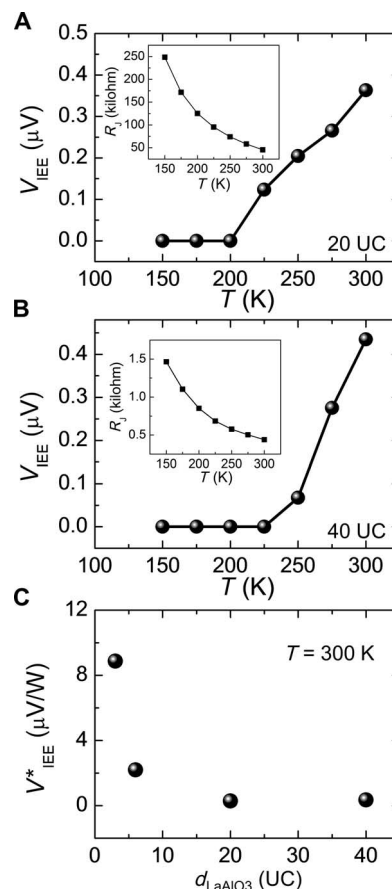 A
0.5
0.4
0.3
0.2
0.1
0.0
V_IEE (μV)
250
200
150
100
50
R_J (kilohm)
150 200 250 300
T (K)
20 UC
100 150 200 250 300
T (K)
B
0.4
0.3
0.2
0.1
0.0
V_IEE (μV)
1.5
1.0
0.5
R_J (kilohm)
150 200 250 300
T (K)
40 UC
100 150 200 250 300
T (K)
C
12
8
4
0
V*_IEE (μV/W)
T = 300 K
0 10 20 30 40
d_LaAlO3 (UC)